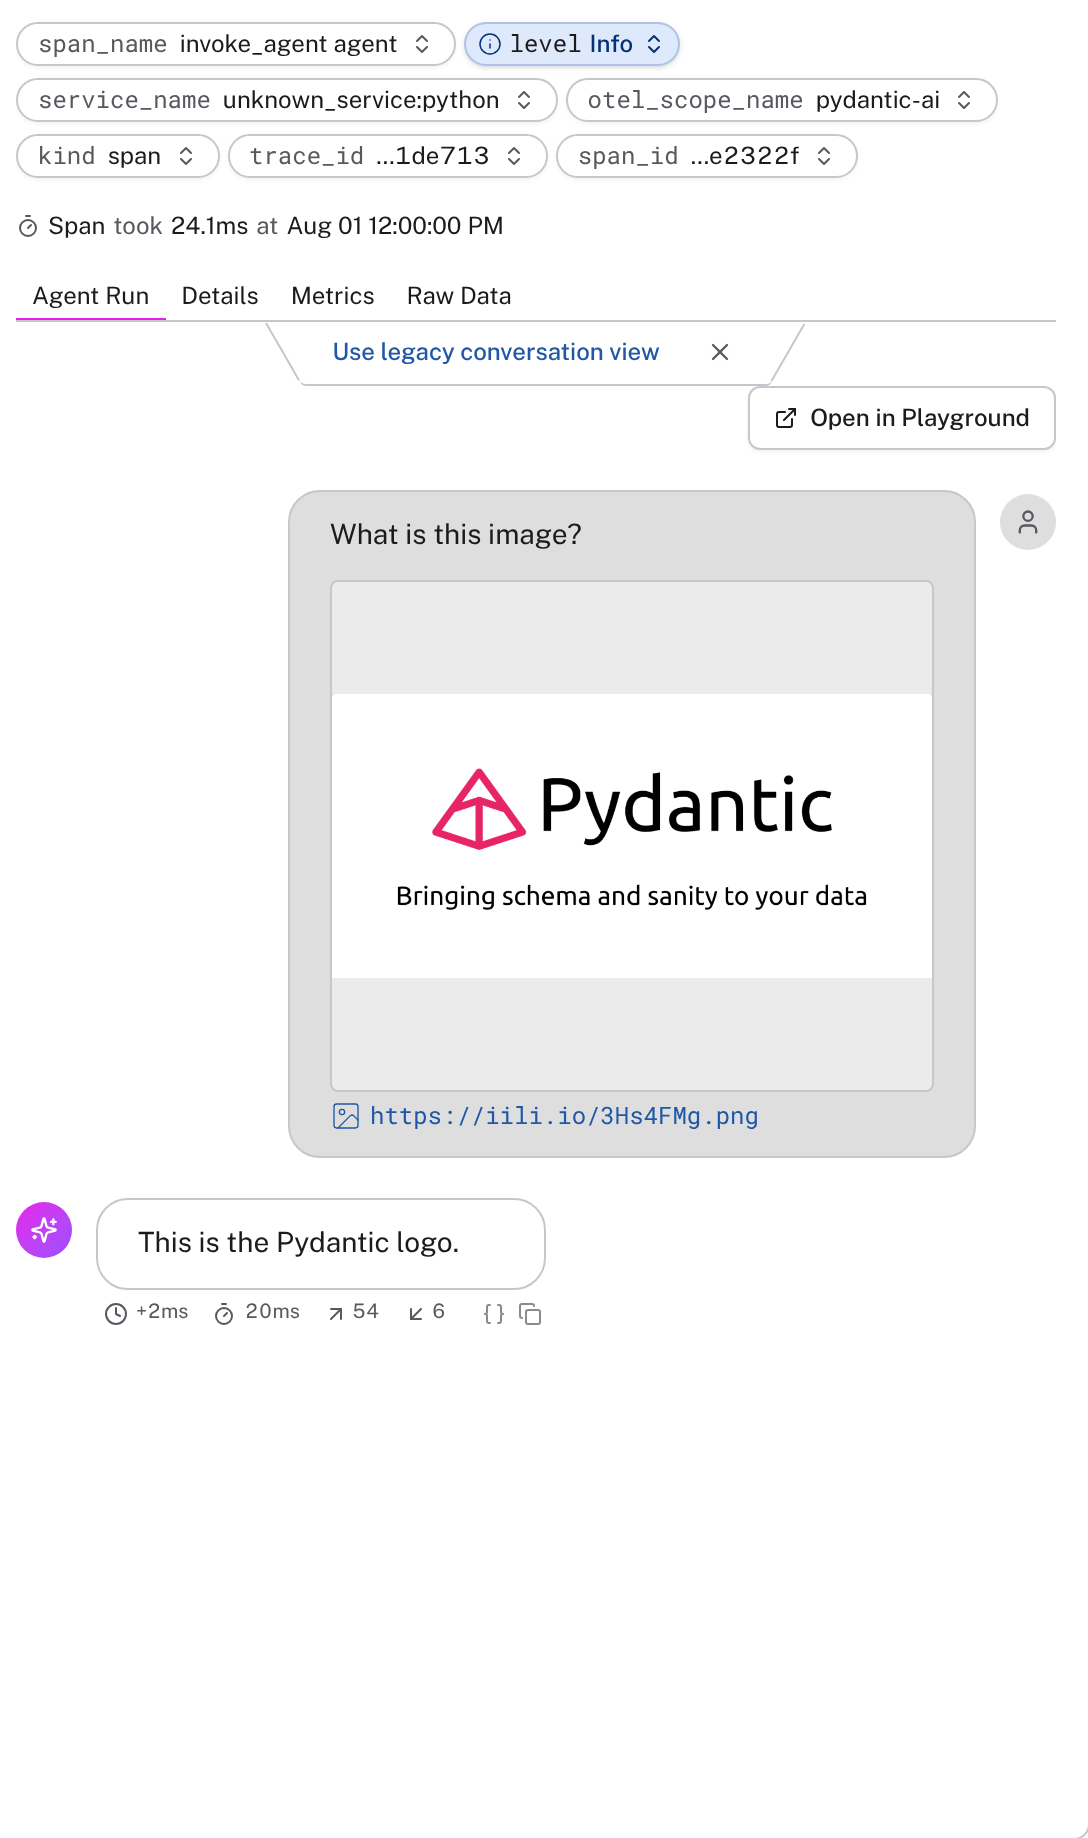 span_name invoke_agent agent
level Info
service_name unknown_service:python
otel_scope_name pydantic-ai
kind span
trace_id ...1de713
span_id ...e2322f
Span took 24.1ms at Aug 01 12:00:00 PM
Agent Run
Details
Metrics
Raw Data
Use legacy conversation view
Open in Playground
What is this image?
Pydantic
Bringing schema and sanity to your data
https://iili.io/3Hs4FMg.png
This is the Pydantic logo.
+2ms 20ms 54 6 {}